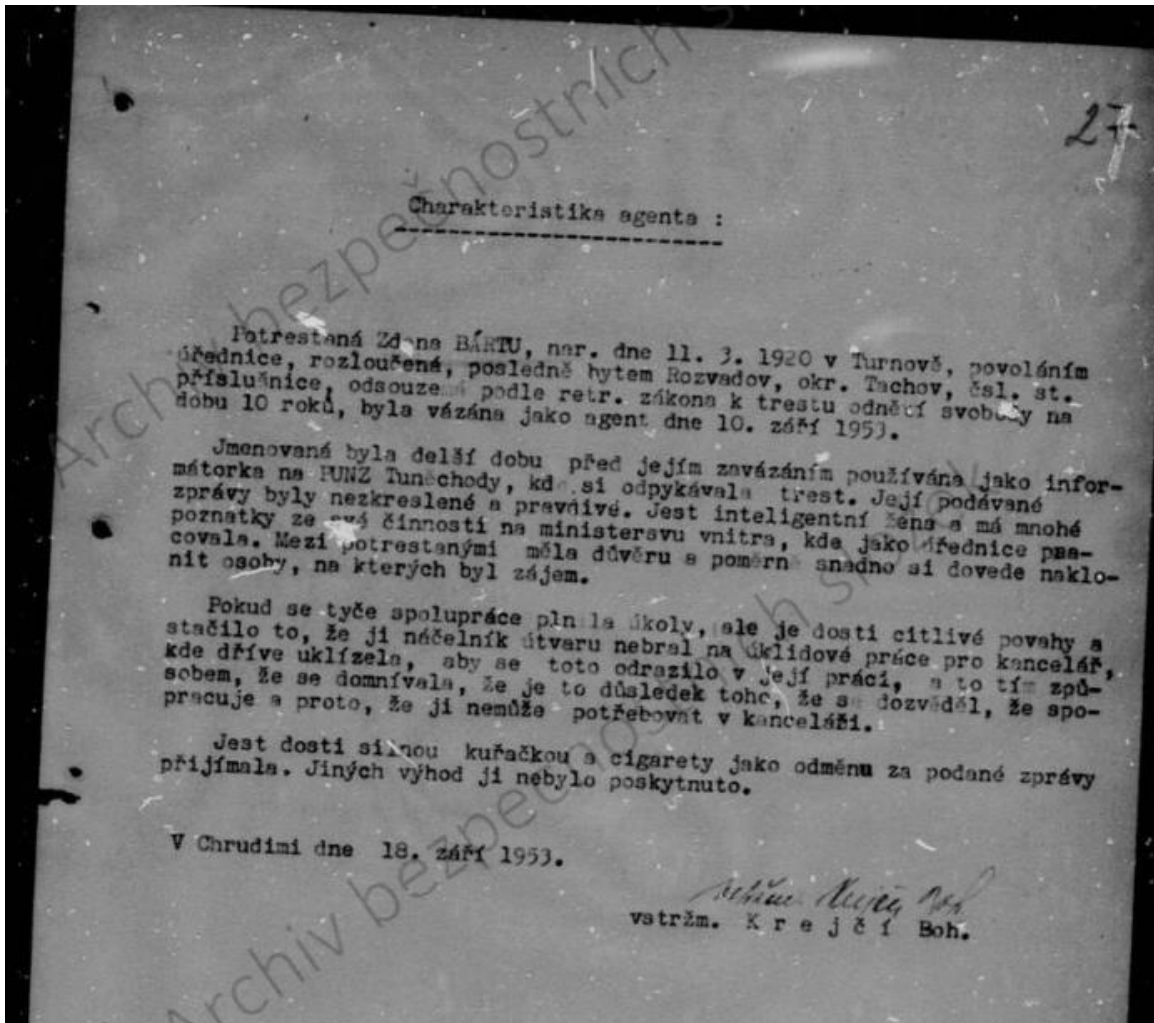 27
Charakteristika agenta :
Potrestaná Zdena BÁRTU, nar. dne 11. 3. 1920 v Turnově, povoláním
úřednice, rozloučená, posledně bytem Rozvadov, okr. Tachov, čsl. st.
příslušnice, odsouzená podle retr. zákona k trestu odnětí svobody na
dobu 10 roků, byla vázána jako agent dne 10. září 1953.
Jmenovaná byla delší dobu před jejím zavázáním používána jako infor-
mátorka na PUNZ Tuněchody, kde si odpykávala trest. Její podávané
zprávy byly nezkreslené a pravdivé. Jest inteligentní žena a má mnohé
poznatky ze své činnosti na ministersvu vnitra, kde jako úřednice pra-
covala. Mezi potrestanými měla důvěru a poměrně snadno si dovede naklo-
nit osoby, na kterých byl zájem.
Pokud se tyče spolupráce plnila úkoly, ale je dosti citlivé povahy a
stačilo to, že ji náčelník útvaru nebral na úklidové práce pro kancelář,
kde dříve uklízela, aby se toto odrazilo v její práci, a to tím způ-
sobem, že se domnívala, že je to důsledek toho, že se dozvěděl, že spo-
pracuje a proto, že ji nemůže potřebovat v kanceláři.
Jest dosti silnou kuřačkou a cigarety jako odměnu za podané zprávy
přijímala. Jiných výhod ji nebylo poskytnuto.
V Chrudimi dne 18. září 1953.
Krejčí Boh
vstržm. K r e j č í Boh.
Archiv bezpečnostních složek
Archiv bezpečnostních složek